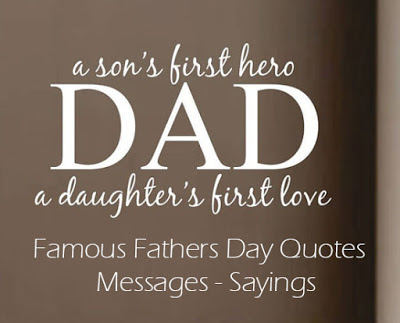 a son's first hero
DAD
a daughter's first love
Famous Fathers Day Quotes
Messages - Sayings